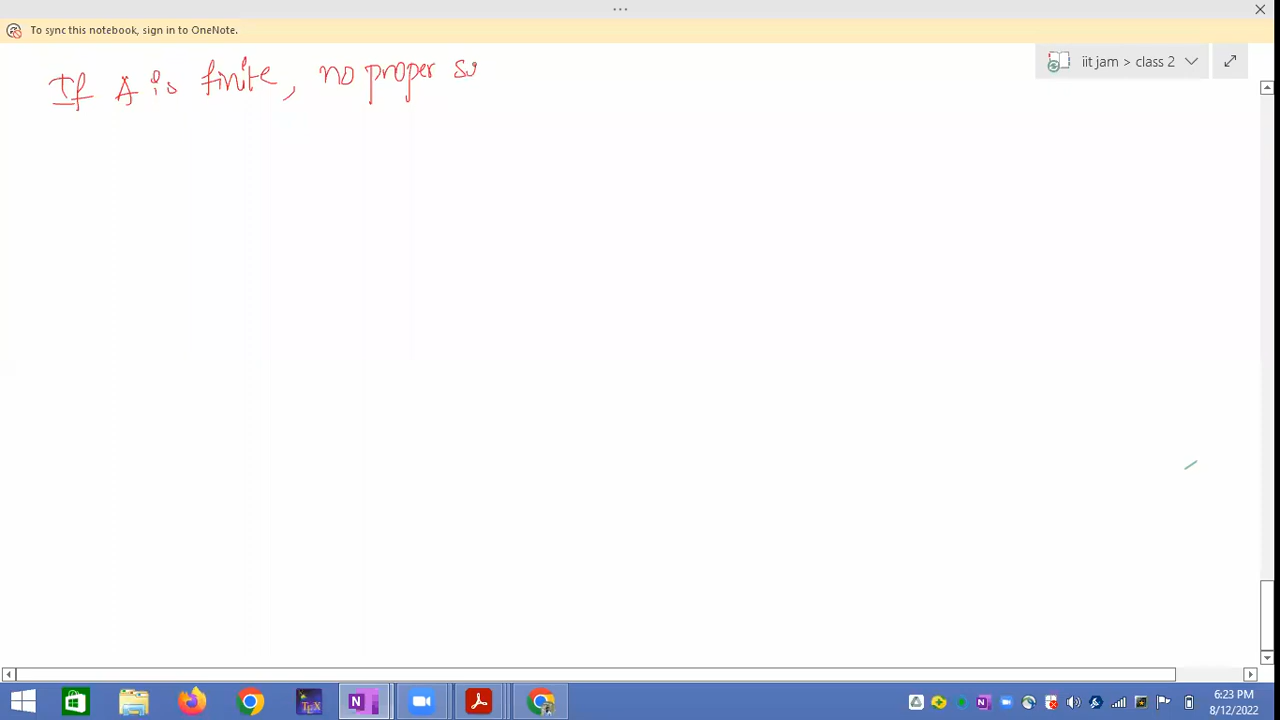 To sync this notebook, sign in to OneNote.
iit jam > class 2
If A is finite, no proper su
6:23 PM
8/12/2022